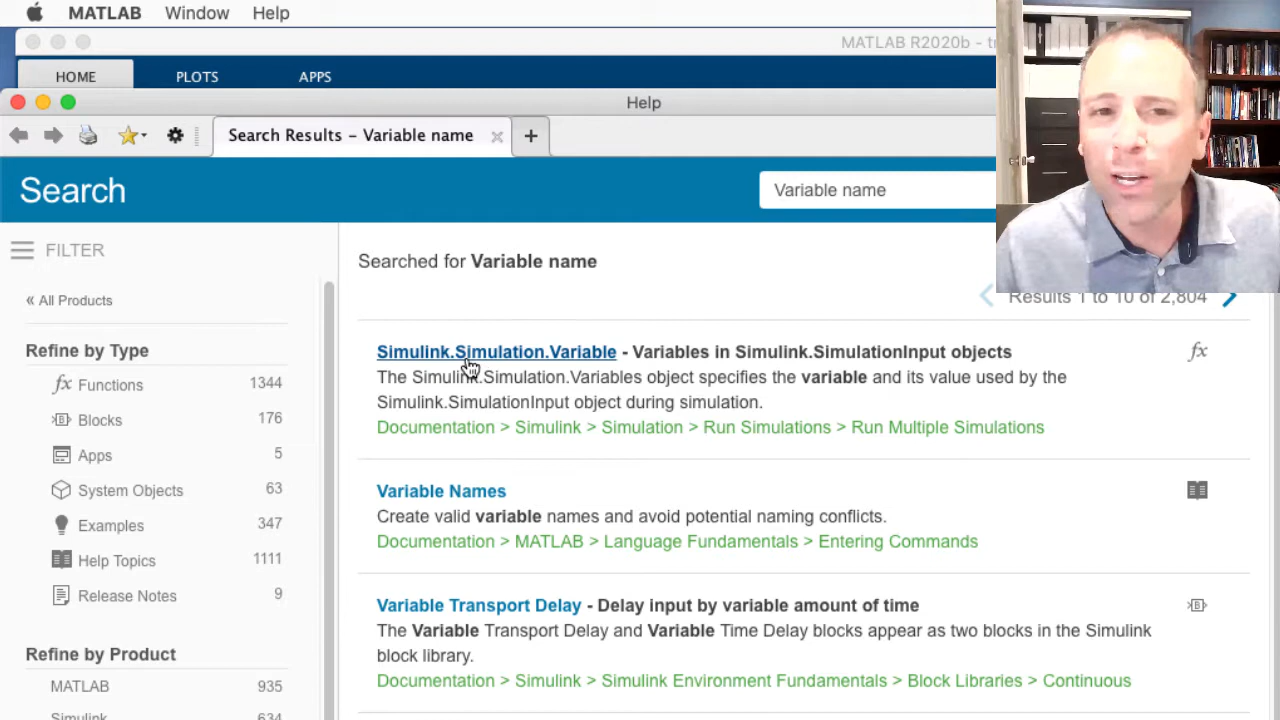 MATLAB Window Help
MATLAB R2020b -
HOME PLOTS APPS
Help
Search Results – Variable name
Search
Variable name
FILTER
« All Products
Refine by Type
fx Functions 1344
Blocks 176
Apps 5
System Objects 63
Examples 347
Help Topics 1111
Release Notes 9
Refine by Product
MATLAB 935
Simulink 634
Searched for Variable name
Results 1 to 10 of 2,804
Simulink.Simulation.Variable - Variables in Simulink.SimulationInput objects
fx
The Simulink.Simulation.Variables object specifies the variable and its value used by the
Simulink.SimulationInput object during simulation.
Documentation > Simulink > Simulation > Run Simulations > Run Multiple Simulations
Variable Names
Create valid variable names and avoid potential naming conflicts.
Documentation > MATLAB > Language Fundamentals > Entering Commands
Variable Transport Delay - Delay input by variable amount of time
The Variable Transport Delay and Variable Time Delay blocks appear as two blocks in the Simulink
block library.
Documentation > Simulink > Simulink Environment Fundamentals > Block Libraries > Continuous